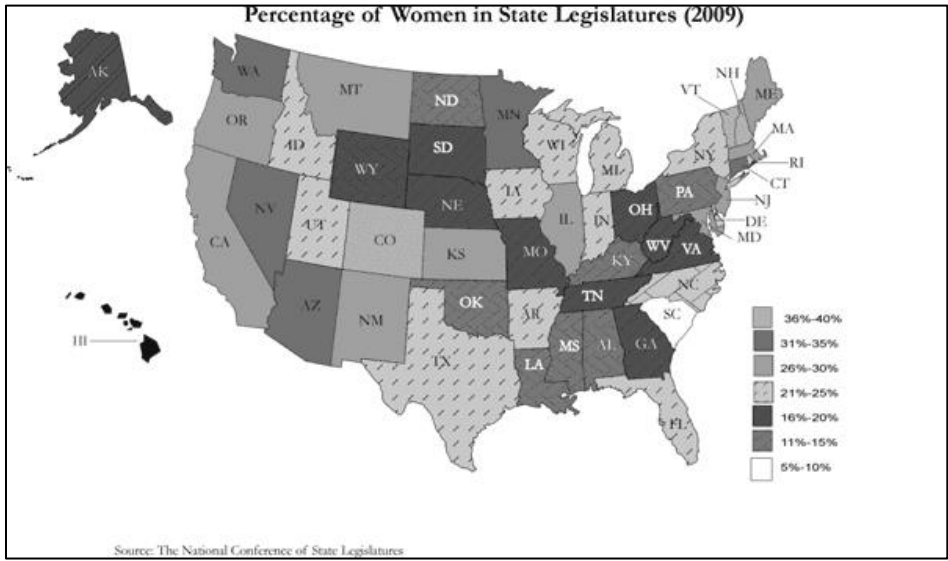 Percentage of Women in State Legislatures (2009)
AK
WA
MT
ND
MN
VT
NH
ME
OR
ID
SD
WI
MI
NY
MA
WY
RI
CT
NV
NE
IA
PA
NJ
UT
CO
IL
IN
OH
DE
CA
KS
MO
KY
WV
VA
MD
AZ
NM
OK
AR
TN
NC
SC
HI
TX
LA
MS
AL
GA
FL
36%-40%
31%-35%
26%-30%
21%-25%
16%-20%
11%-15%
5%-10%
Source: The National Conference of State Legislatures